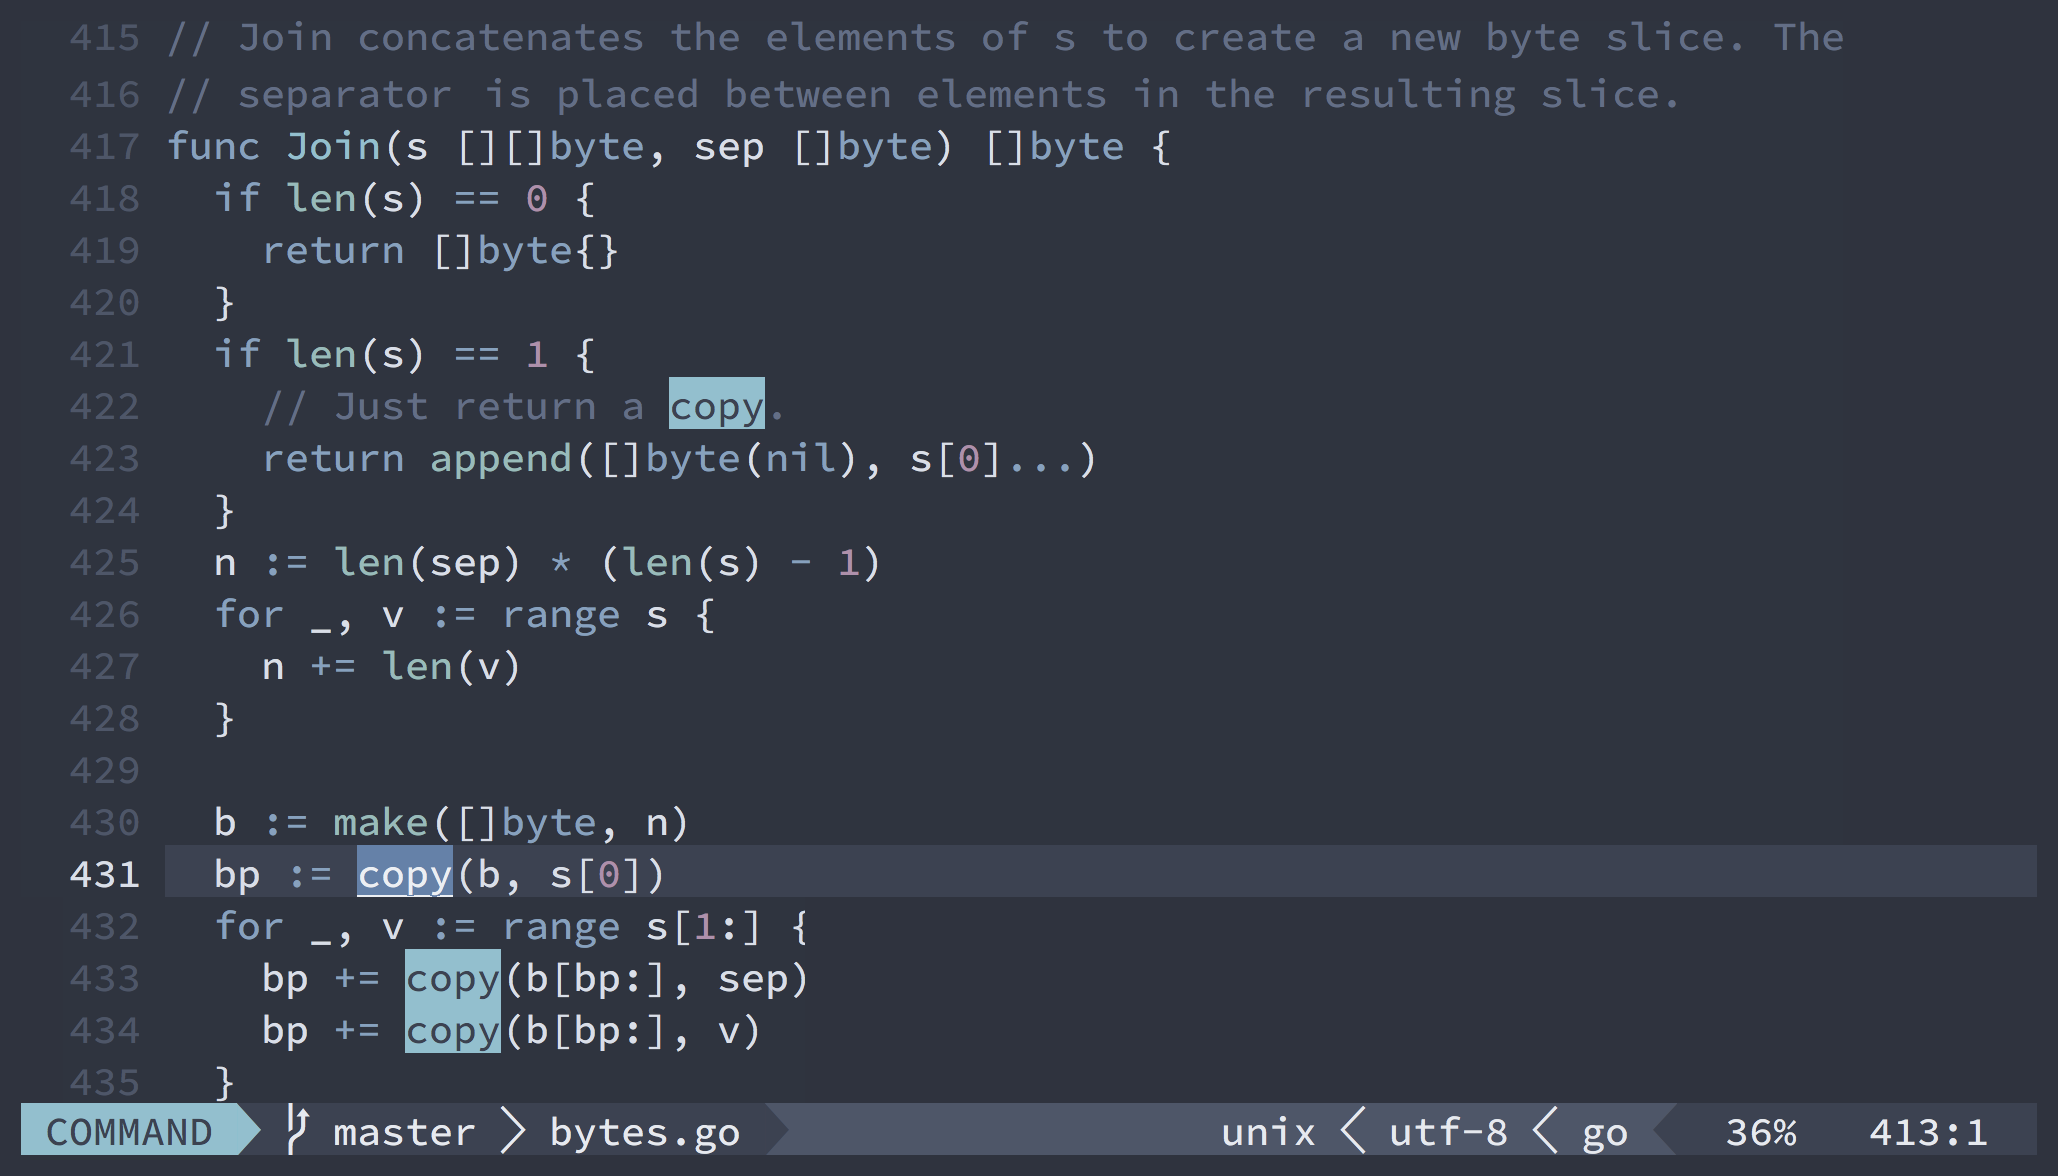 415 // Join concatenates the elements of s to create a new byte slice. The
416 // separator is placed between elements in the resulting slice.
417 func Join(s [][]byte, sep []byte) []byte {
418   if len(s) == 0 {
419     return []byte{}
420   }
421   if len(s) == 1 {
422     // Just return a copy.
423     return append([]byte(nil), s[0]...)
424   }
425   n := len(sep) * (len(s) - 1)
426   for _, v := range s {
427     n += len(v)
428   }
429
430   b := make([]byte, n)
431   bp := copy(b, s[0])
432   for _, v := range s[1:] {
433     bp += copy(b[bp:], sep)
434     bp += copy(b[bp:], v)
435   }
COMMAND master bytes.go unix utf-8 go 36% 413:1